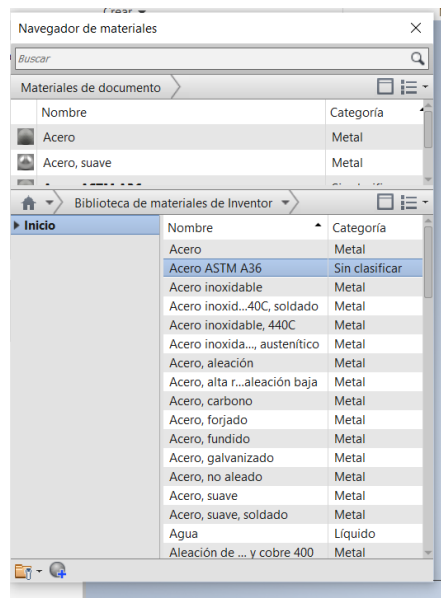 Crear
Navegador de materiales
Buscar
Materiales de documento
Nombre Categoría
Acero Metal
Acero, suave Metal
Biblioteca de materiales de Inventor
Inicio
Nombre Categoría
Acero Metal
Acero ASTM A36 Sin clasificar
Acero inoxidable Metal
Acero inoxid...40C, soldado Metal
Acero inoxidable, 440C Metal
Acero inoxida..., austenítico Metal
Acero, aleación Metal
Acero, alta r...aleación baja Metal
Acero, carbono Metal
Acero, forjado Metal
Acero, fundido Metal
Acero, galvanizado Metal
Acero, no aleado Metal
Acero, suave Metal
Acero, suave, soldado Metal
Agua Líquido
Aleación de ... y cobre 400 Metal